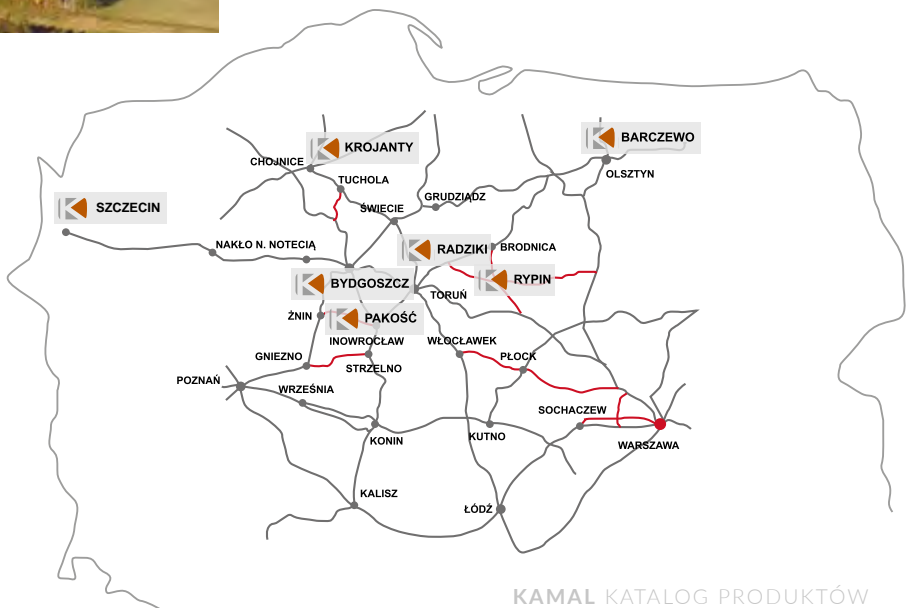 BARCZEWO
KROJANTY
CHOJNICE
OLSZTYN
TUCHOLA
GRUDZIĄDZ
SZCZECIN
ŚWIECIE
NAKŁO N. NOTECIĄ
RADZIKI
BRODNICA
BYDGOSZCZ
RYPIN
TORUŃ
ŻNIN
PAKOŚĆ
INOWROCŁAW
WŁOCŁAWEK
GNIEZNO
PŁOCK
STRZELNO
POZNAŃ
WRZEŚNIA
SOCHACZEW
KONIN
KUTNO
WARSZAWA
KALISZ
ŁÓDŹ
KAMAL KATALOG PRODUKTÓW